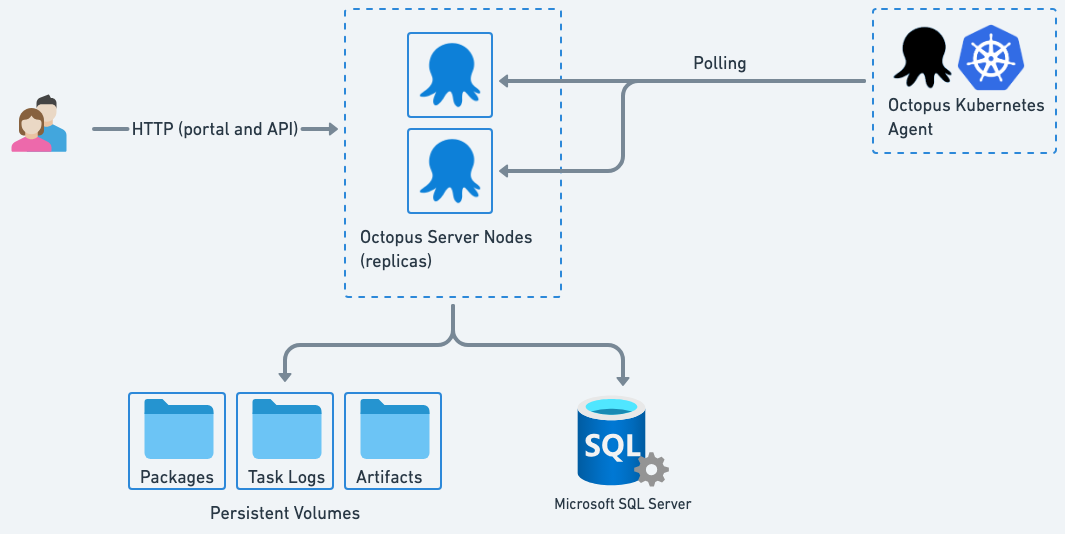 Polling
Octopus Kubernetes
Agent
HTTP (portal and API)
Octopus Server Nodes
(replicas)
Packages
Task Logs
Artifacts
Persistent Volumes
SQL
Microsoft SQL Server